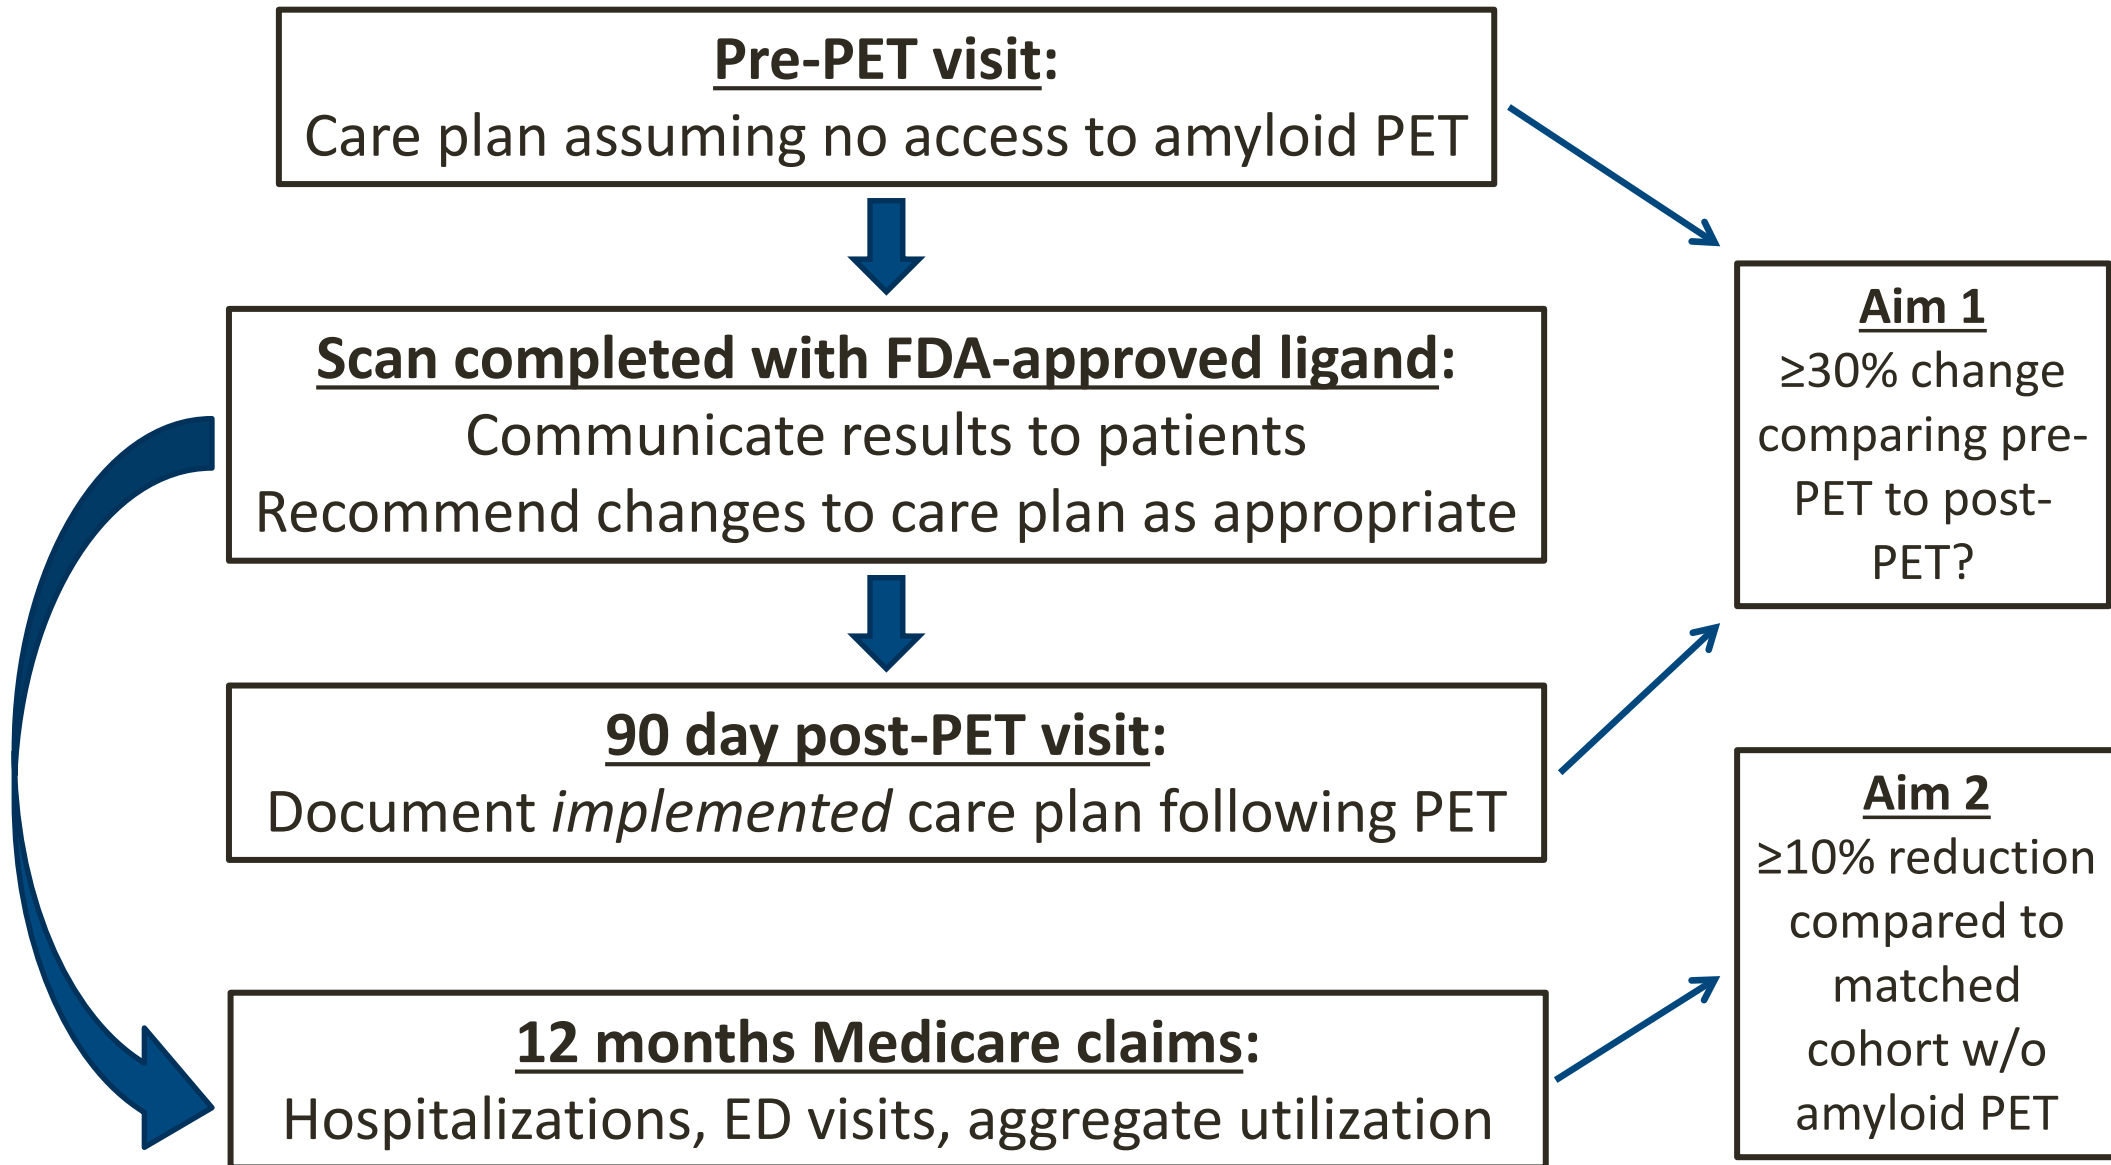 Pre-PET visit:
Care plan assuming no access to amyloid PET
Scan completed with FDA-approved ligand:
Communicate results to patients
Recommend changes to care plan as appropriate
90 day post-PET visit:
Document implemented care plan following PET
12 months Medicare claims:
Hospitalizations, ED visits, aggregate utilization
Aim 1
≥30% change
comparing pre-
PET to post-
PET?
Aim 2
≥10% reduction
compared to
matched
cohort w/o
amyloid PET